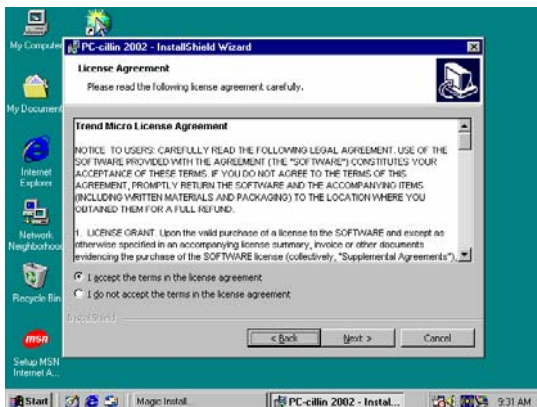 My Computer
PC-cillin 2002 - InstallShield Wizard
License Agreement
Please read the following license agreement carefully.
My Document
Trend Micro License Agreement
NOTICE TO USERS: CAREFULLY READ THE FOLLOWING LEGAL AGREEMENT. USE OF THE
SOFTWARE PROVIDED WITH THE AGREEMENT (THE "SOFTWARE") CONSTITUTES YOUR
ACCEPTANCE OF THESE TERMS. IF YOU DO NOT AGREE TO THE TERMS OF THIS
AGREEMENT, PROMPTLY RETURN THE SOFTWARE AND THE ACCOMPANYING ITEMS
(INCLUDING WRITTEN MATERIALS AND PACKAGING) TO THE LOCATION WHERE YOU
OBTAINED THEM FOR A FULL REFUND.
Internet
Explorer
Network
Neighborhood
1. LICENSE GRANT. Upon the valid purchase of a license to the SOFTWARE and except as
otherwise specified in an accompanying license summary, invoice or other documents
evidencing the purchase of the SOFTWARE license (collectively, "Supplemental Agreements"),
I accept the terms in the license agreement
I do not accept the terms in the license agreement
Recycle Bin
InstallShield
< Back
Next >
Cancel
msn
Setup MSN
Internet A...
Start
Magic Install...
PC-cillin 2002 - Instal...
9:31 AM